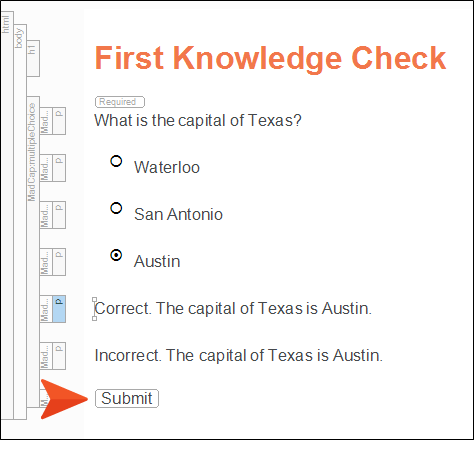 html
body
h1
MadCap:multipleChoice
First Knowledge Check
Required
Mad...
p
What is the capital of Texas?
Mad...
p
Waterloo
Mad...
p
San Antonio
Mad...
p
Austin
Mad...
p
Correct. The capital of Texas is Austin.
Mad...
p
Incorrect. The capital of Texas is Austin.
M...
Submit